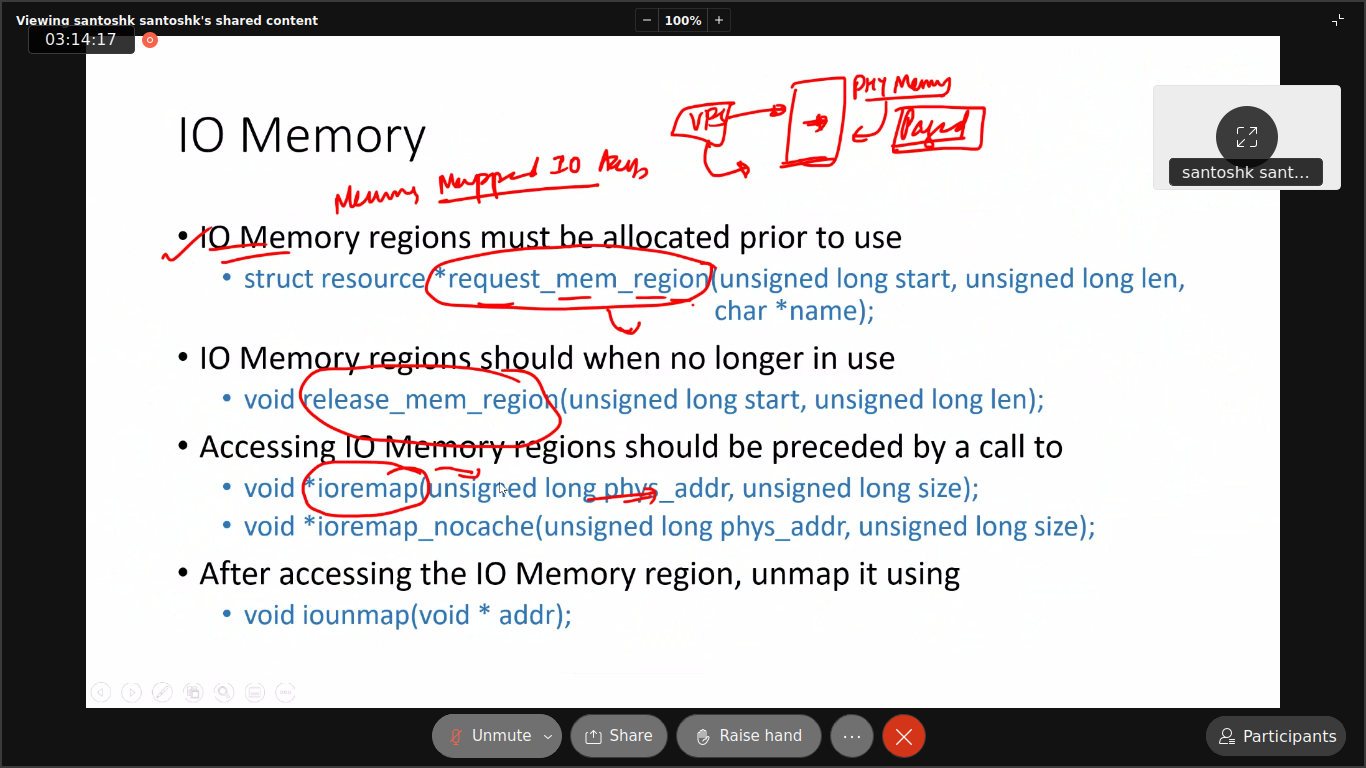 Viewing santoshk santoshk's shared content
− 100% +
03:14:17
PHY Memory
IO Memory
Mapped IO
santoshk sant...
• IO Memory regions must be allocated prior to use
• struct resource *request_mem_region(unsigned long start, unsigned long len,
char *name);
• IO Memory regions should when no longer in use
• void release_mem_region(unsigned long start, unsigned long len);
• Accessing IO Memory regions should be preceded by a call to
• void *ioremap(unsigned long phys_addr, unsigned long size);
• void *ioremap_nocache(unsigned long phys_addr, unsigned long size);
• After accessing the IO Memory region, unmap it using
• void iounmap(void * addr);
Unmute
Share
Raise hand
Participants